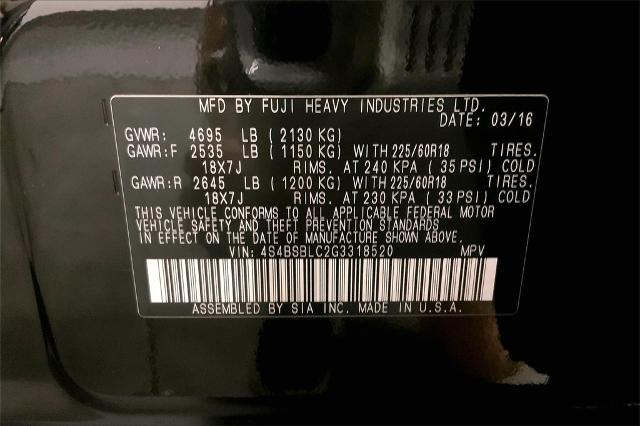 MFD BY FUJI HEAVY INDUSTRIES LTD.
DATE: 03/16
GVWR: 4695 LB (2130 KG)
GAWR:F 2535 LB (1150 KG) WITH 225/60R18 TIRES.
18X7J RIMS. AT 240 KPA (35 PSI) COLD
GAWR:R 2645 LB (1200 KG) WITH 225/60R18 TIRES.
18X7J RIMS. AT 230 KPA (33 PSI) COLD
THIS VEHICLE CONFORMS TO ALL APPLICABLE FEDERAL MOTOR
VEHICLE SAFETY AND THEFT PREVENTION STANDARDS
IN EFFECT ON THE DATE OF MANUFACTURE SHOWN ABOVE.
VIN: 4S4BSBLC2G3318520 MPV
ASSEMBLED BY SIA INC. MADE IN U.S.A.